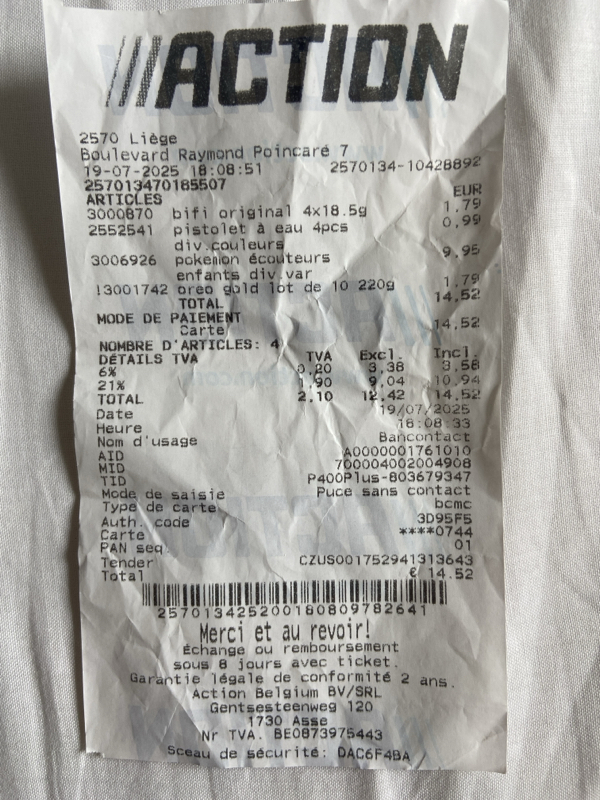 ///ACTION
2570 Liège
Boulevard Raymond Poincaré 7
19-07-2025 18:08:51 2570134-10428892
257013470185507
EUR
ARTICLES
3000870 bifi original 4x18.5g 1.79
2552541 pistolet à eau 4pcs 0.99
div.couleurs
3006926 pokemon écouteurs 9.95
enfants div.var
!3001742 oreo gold lot de 10 220g 1.79
TOTAL 14.52
MODE DE PAIEMENT
Carte 14.52
NOMBRE D'ARTICLES: 4
DÉTAILS TVA TVA Excl. Incl.
6% 0.20 3.38 3.58
21% 1.90 9.04 10.94
TOTAL 2.10 12.42 14.52
Date 19/07/2025
Heure 18:08:33
Nom d'usage Bancontact
AID A0000001761010
MID 700004002004908
TID P400Plus-803679347
Mode de saisie Puce sans contact
Type de carte bcmc
Auth. code 3D95F5
Carte ****0744
PAN seq. 01
Tender CZUS001752941313643
Total € 14.52
257013425200180809782641
Merci et au revoir!
Échange ou remboursement
sous 8 jours avec ticket.
Garantie légale de conformité 2 ans.
Action Belgium BV/SRL
Gentsesteenweg 120
1730 Asse
Nr TVA. BE0873975443
Sceau de sécurité: DAC6F4BA